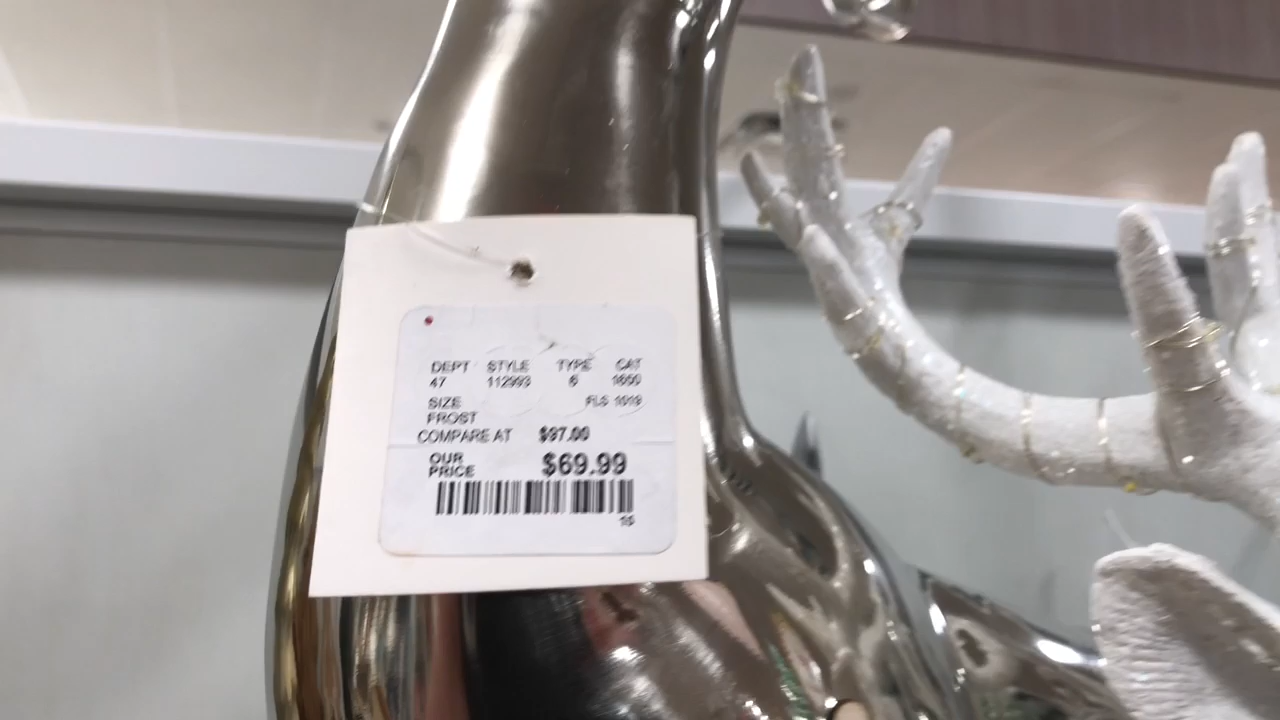 DEPT STYLE TYPE CAT
47 112993 6 1650
SIZE FLS 1019
FROST
COMPARE AT $97.00
OUR PRICE $69.99
15